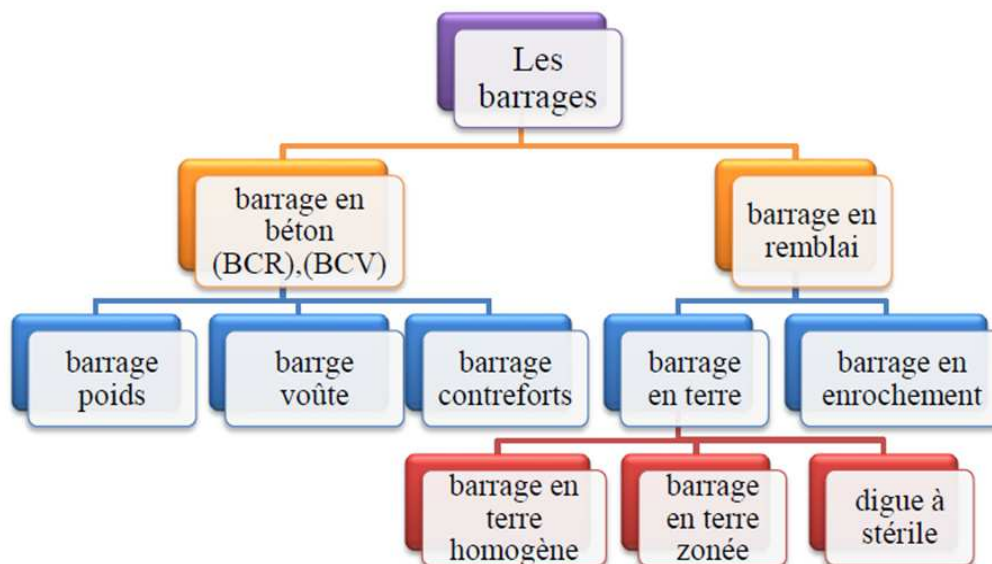 Les
barrages
barrage en
béton
(BCR),(BCV)
barrage en
remblai
barrage
poids
barrge
voûte
barrage
contreforts
barrage
en terre
barrage en
enrochement
barrage en
terre
homogène
barrage
en terre
zonée
digue à
stérile